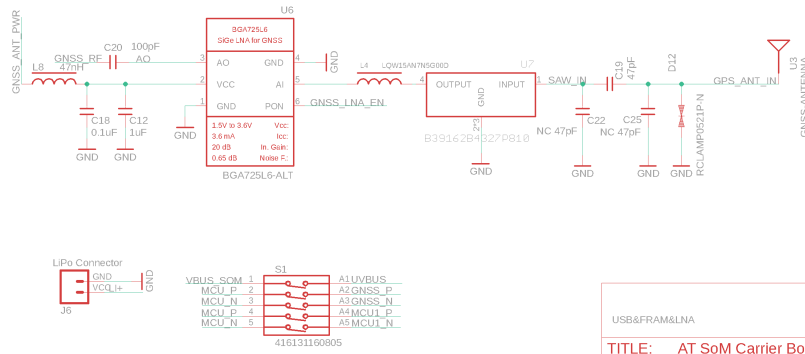 U6
BGA725L6
SiGe LNA for GNSS
GNSS_ANT_PWR
C20
100pF
GNSS_RF
AO
L8
47nH
3
AO
GND
4
GND
2
VCC
AI
5
1
GND
PON
6
GNSS_LNA_EN
GND
C18
0.1uF
C12
1uF
GND
GND
1.5V to 3.6V
Vcc:
3.6 mA
Icc:
20 dB
In. Gain:
0.65 dB
Noise F.:
BGA725L6-ALT
L4
LQW15AN7N5G00D
U7
4
OUTPUT
INPUT
1
GND
2*3
B39162B4327P810
GND
SAW_IN
C19
47pF
D12
GPS_ANT_IN
U3
GNSS_ANTENNA
NC 47pF
C22
NC 47pF
C25
RCLAMP0521P-N
GND
GND
GND
LiPo Connector
GND
GND
J6
S1
VBUS_SOM
1
A1
UVBUS
MCU_P
2
A2
GNSS_P
MCU_N
3
A3
GNSS_N
MCU_P
4
A4
MCU1_P
MCU_N
5
A5
MCU1_N
416131160805
USB&FRAM&LNA
TITLE:
AT SoM Carrier Bo